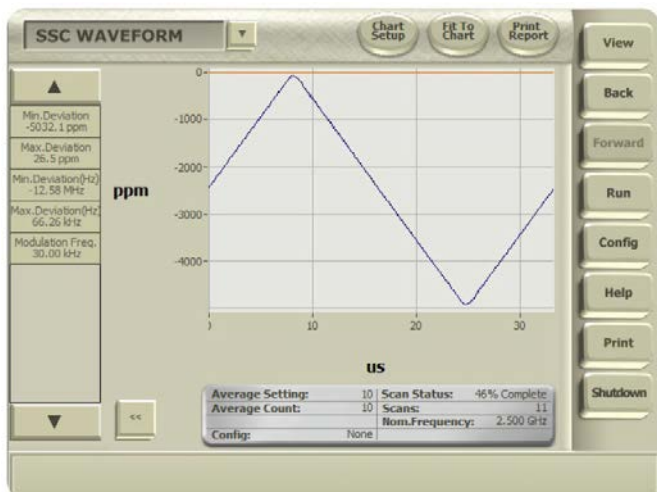 SSC WAVEFORM
Chart Setup
Fit To Chart
Print Report
View
Back
Forward
Run
Config
Help
Print
Shutdown
Min.Deviation
-5032.1 ppm
Max.Deviation
26.5 ppm
Min.Deviation(Hz)
-12.58 MHz
Max.Deviation(Hz)
66.26 kHz
Modulation Freq.
30.00 kHz
<<
ppm
0
-1000
-2000
-3000
-4000
0 10 20 30
us
Average Setting: 10 Scan Status: 46% Complete
Average Count: 10 Scans: 11
Nom.Frequency: 2.500 GHz
Config: None